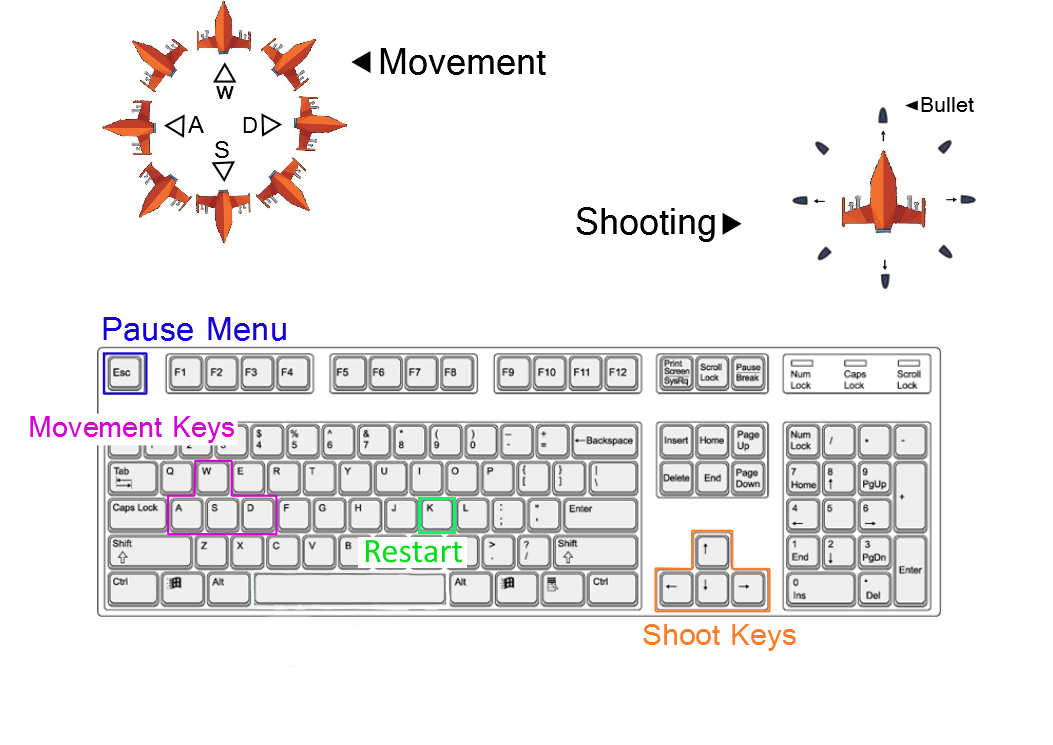 ◄Movement
W
A D
S
◄Bullet
Shooting►
Pause Menu
Esc F1 F2 F3 F4 F5 F6 F7 F8 F9 F10 F11 F12 Print Screen SysRq Scroll Lock Pause Break Num Lock Caps Lock Scroll Lock
Movement Keys
1 2 3 $ 4 % 5 ^ 6 & 7 * 8 ( 9 ) 0 _ - + = ←Backspace Insert Home Page Up Num Lock / * -
Tab Q W E R T Y U I O P { [ } ] | \ Delete End Page Down 7 Home 8 ↑ 9 PgUp +
Caps Lock A S D F G H J K L : ; " ' Enter 4 ← 5 6 →
Shift Z X C V B > . ? / Shift ↑ 1 End 2 ↓ 3 PgDn Enter
Restart
Ctrl Alt Alt Ctrl ← ↓ → 0 Ins . Del
Shoot Keys